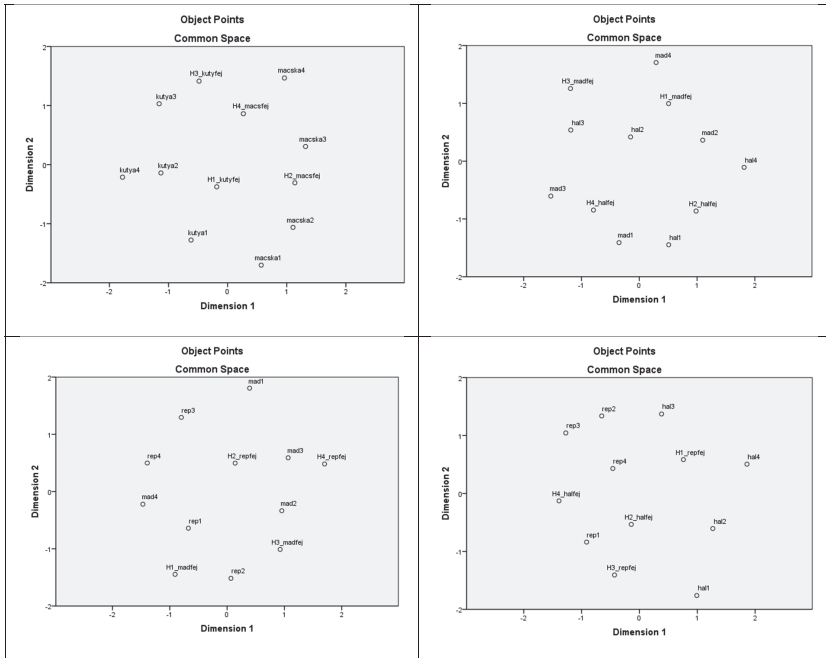 Object Points
Common Space
2
H3_kutyfej
macska4
kutya3
1
H4_macsfej
macska3
Dimension 2
0
kutya4
kutya2
H1_kutyfej
H2_macsfej
-1
macska2
kutya1
macska1
-2
-2 -1 0 1 2
Dimension 1
Object Points
Common Space
2
mad4
H3_madfej
1
H1_madfej
hal3
hal2
mad2
Dimension 2
0
hal4
mad3
H4_halfej
H2_halfej
-1
mad1
hal1
-2
-2 -1 0 1 2
Dimension 1
Object Points
Common Space
2
mad1
rep3
1
rep4
H2_repfej
mad3
H4_repfej
Dimension 2
0
mad4
mad2
rep1
-1
H3_madfej
H1_madfej
rep2
-2
-2 -1 0 1 2
Dimension 1
Object Points
Common Space
2
rep2
hal3
rep3
1
H1_repfej
hal4
rep4
Dimension 2
0
H4_halfej
H2_halfej
hal2
rep1
-1
H3_repfej
hal1
-2
-2 -1 0 1 2
Dimension 1